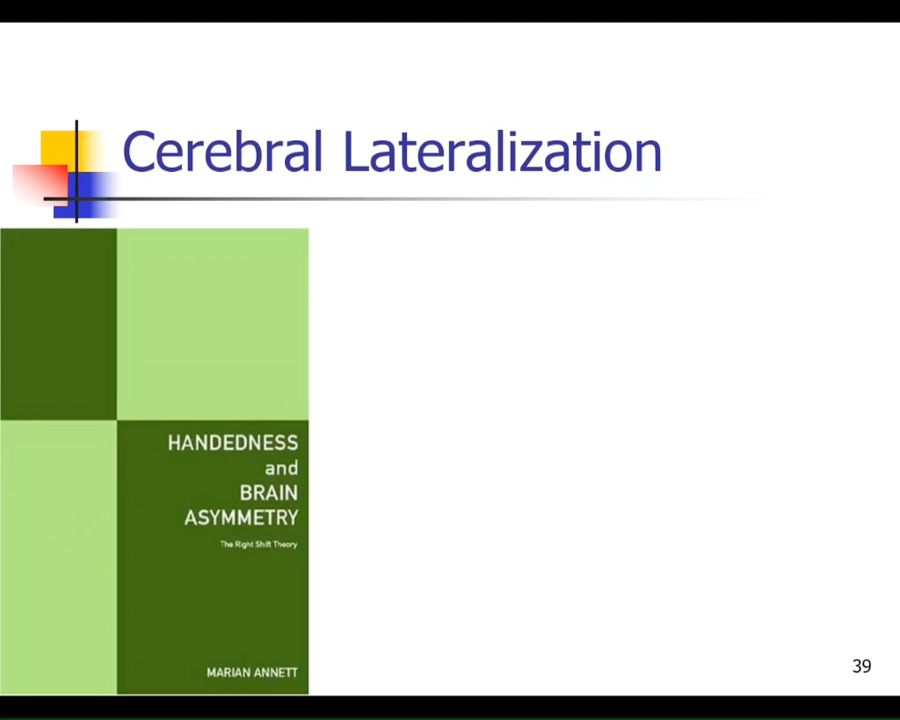 Cerebral Lateralization
HANDEDNESS
and
BRAIN
ASYMMETRY
The Right Shift Theory
MARIAN ANNETT
39